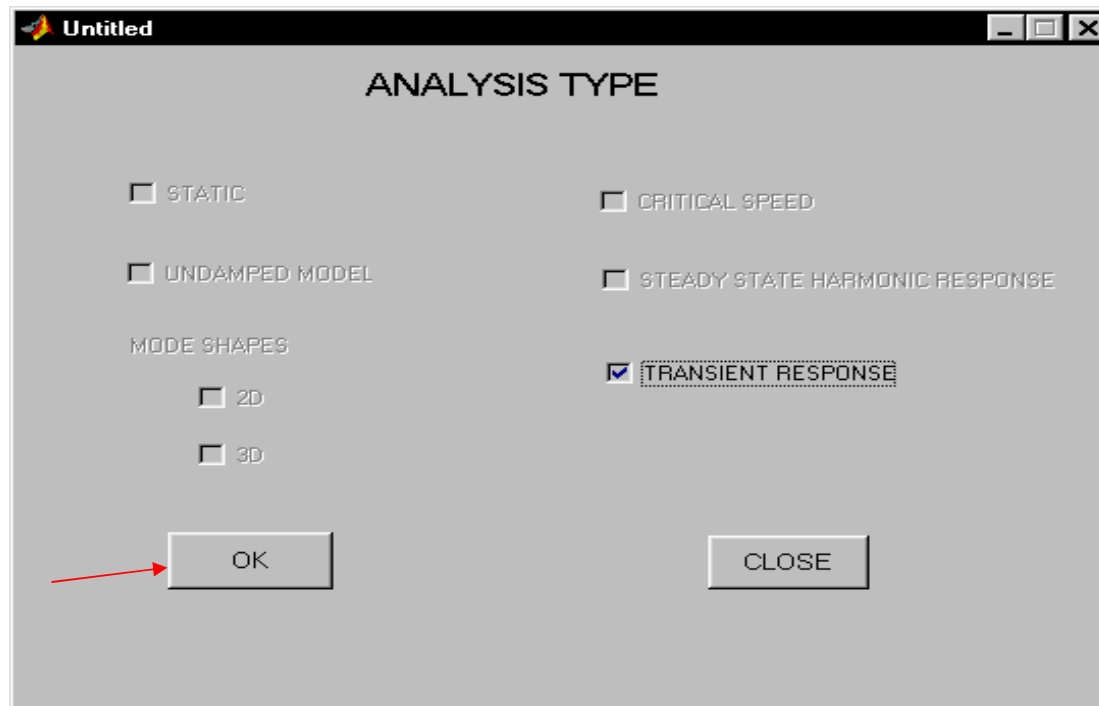 Untitled
ANALYSIS TYPE
STATIC
CRITICAL SPEED
UNDAMPED MODEL
STEADY STATE HARMONIC RESPONSE
MODE SHAPES
TRANSIENT RESPONSE
2D
3D
OK
CLOSE